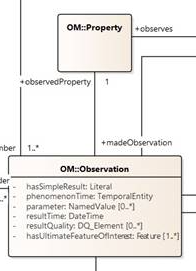 OM::Property
+observes
+observedProperty
1
+madeObservation
mber
1..*
OM::Observation
- hasSimpleResult: Literal
- phenomenonTime: TemporalEntity
- parameter: NamedValue [0..*]
- resultTime: DateTime
- resultQuality: DQ_Element [0..*]
- hasUltimateFeatureOfInterest: Feature [1..*]